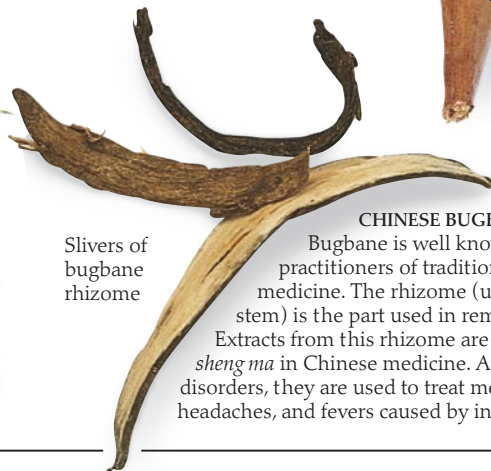 Slivers of
bugbane
rhizome
CHINESE BUG
Bugbane is well know
practitioners of tradition
medicine. The rhizome (u
stem) is the part used in rem
Extracts from this rhizome are
sheng ma in Chinese medicine. A
disorders, they are used to treat me
headaches, and fevers caused by in